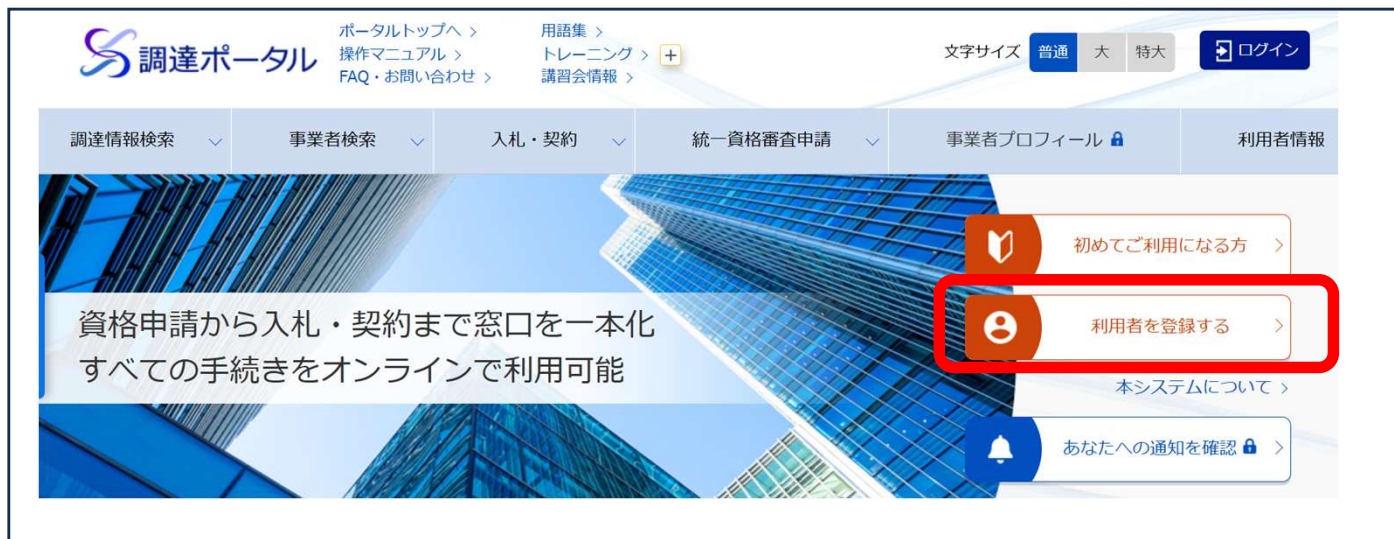 調達ポータル
ポータルトップへ >
操作マニュアル >
FAQ・お問い合わせ >
用語集 >
トレーニング >
講習会情報 >
文字サイズ 普通 大 特大
ログイン
調達情報検索 事業者検索 入札・契約 統一資格審査申請 事業者プロフィール 利用者情報
初めてご利用になる方 >
資格申請から入札・契約まで窓口を一本化
すべての手続きをオンラインで利用可能
利用者を登録する >
本システムについて >
あなたへの通知を確認 >